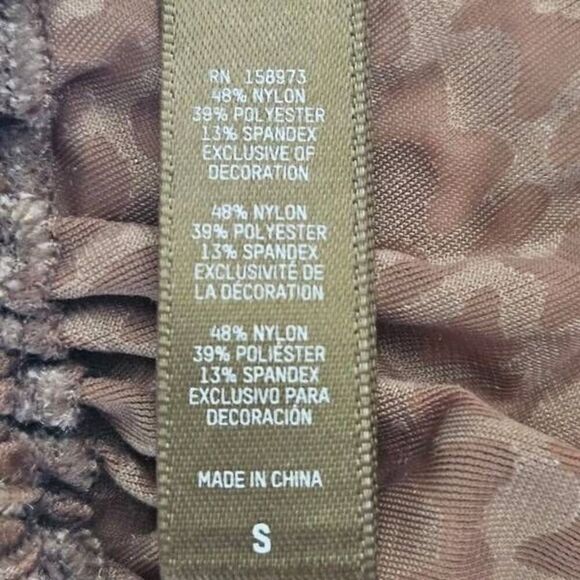 RN 158973
48% NYLON
39% POLYESTER
13% SPANDEX
EXCLUSIVE OF
DECORATION
48% NYLON
39% POLYESTER
13% SPANDEX
EXCLUSIVITÉ DE
LA DÉCORATION
48% NYLON
39% POLIÉSTER
13% SPANDEX
EXCLUSIVO PARA
DECORACIÓN
MADE IN CHINA
S